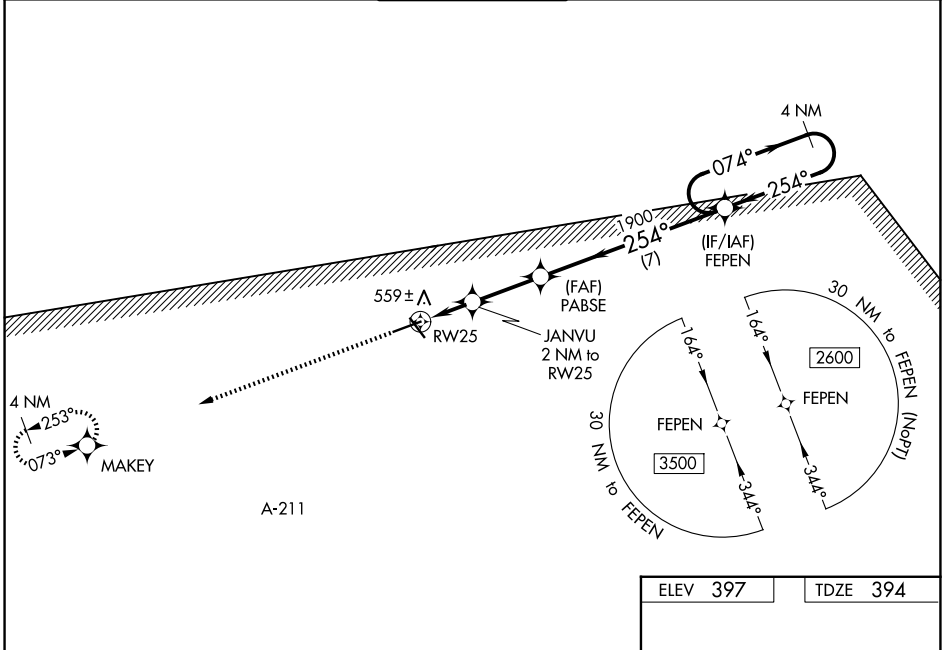 4 NM
074°
254°
1900
254°
(7)
(IF/IAF)
FEPEN
(FAF)
PABSE
559±
RW25
JANVU
2 NM to
RW25
4 NM
253°
073°
MAKEY
A-211
30 NM to FEPEN (NoPT)
164°
2600
FEPEN
344°
164°
FEPEN
3500
344°
30 NM to FEPEN
ELEV 397
TDZE 394